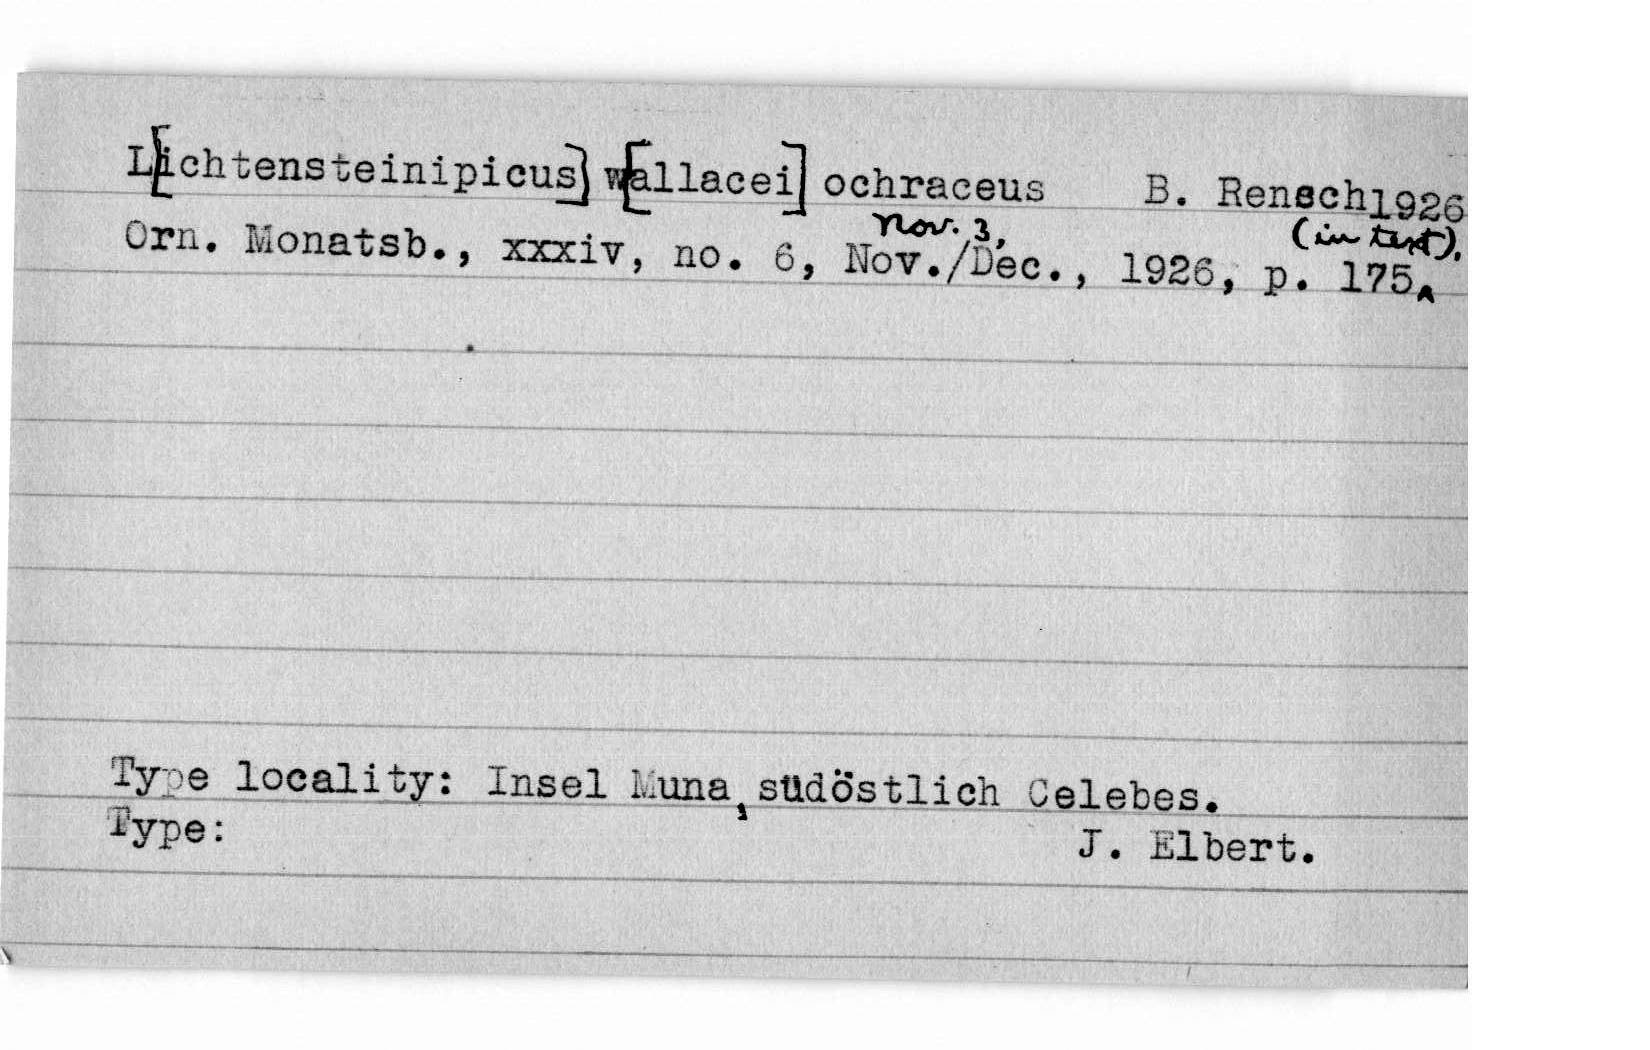 L[ichtensteinipicus] w[allacei] ochraceus B. Rensch 1926
Orn. Monatsb., xxxiv, no. 6, Nov./Dec., Nov. 3, 1926, p. 175 (in text).
Type locality: Insel Muna, südöstlich Celebes.
Type: J. Elbert.